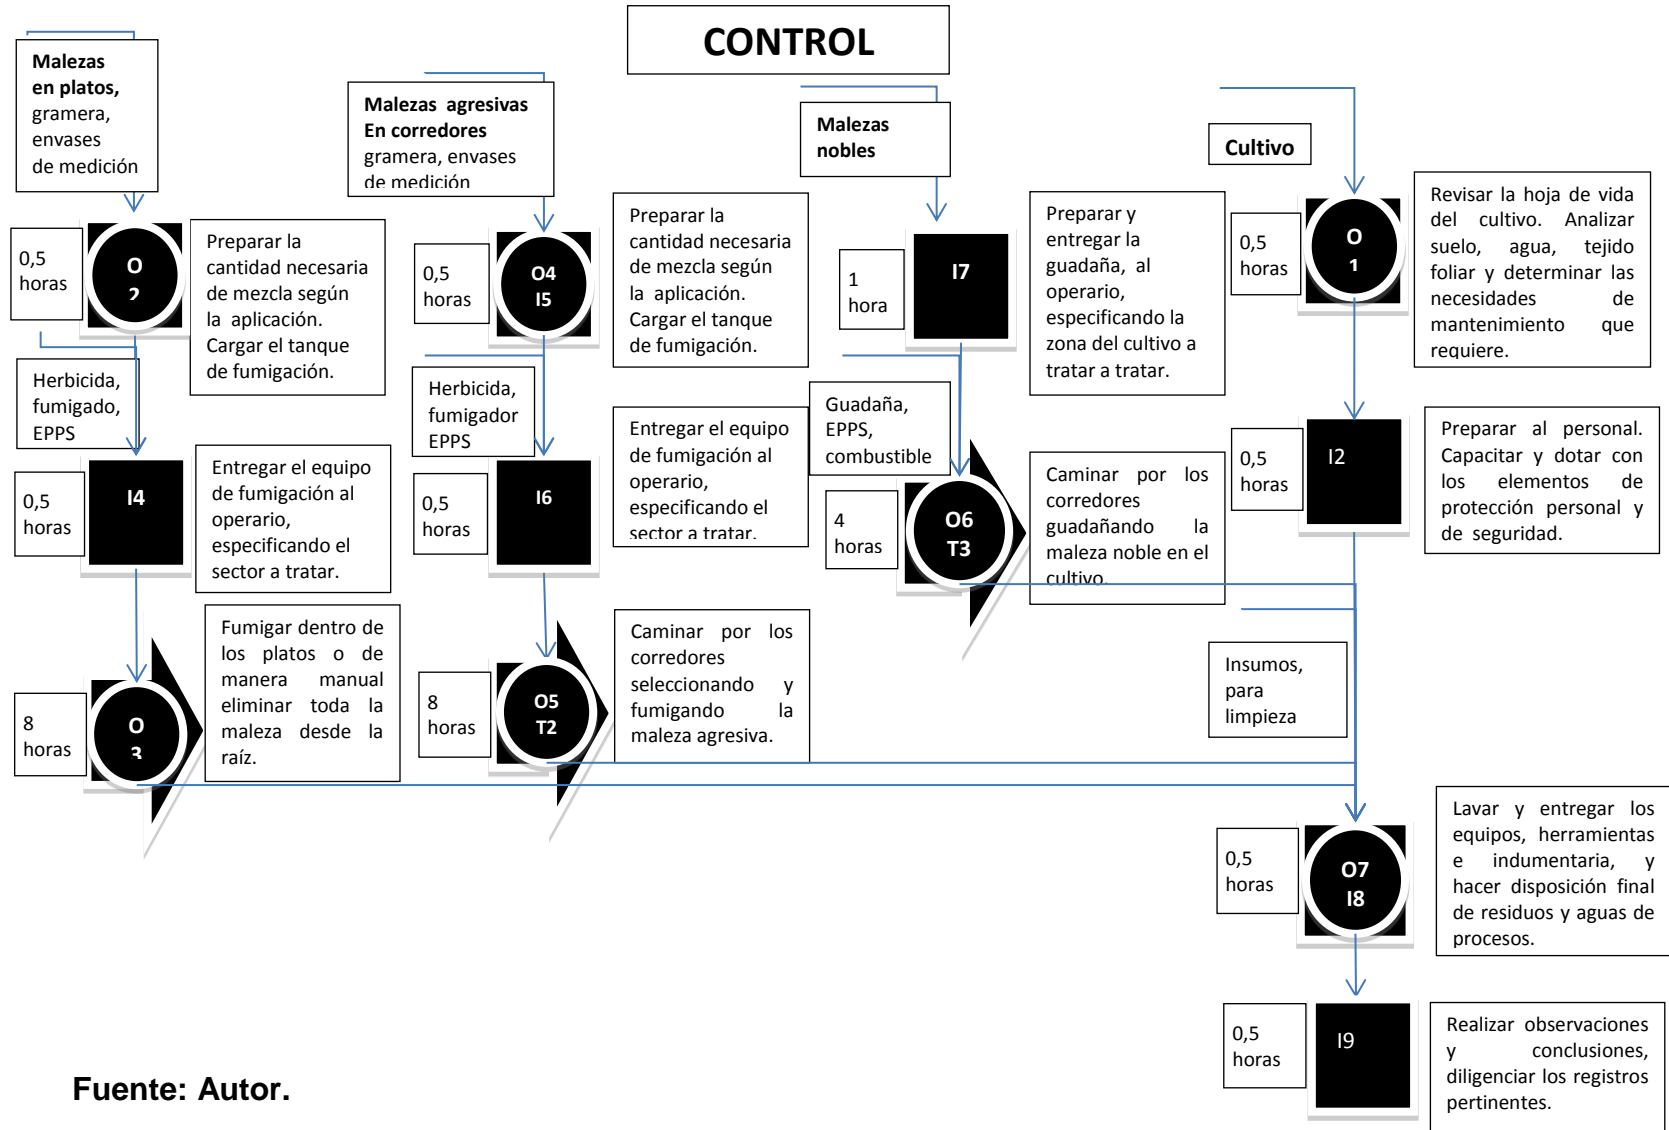 CONTROL
Malezas
en platos,
gramera,
envases
de medición
0,5
horas
O
2
Preparar la
cantidad necesaria
de mezcla según
la aplicación.
Cargar el tanque
de fumigación.
Herbicida,
fumigado,
EPPS
0,5
horas
I4
Entregar el equipo
de fumigación al
operario,
especificando el
sector a tratar.
8
horas
O
3
Fumigar dentro de
los platos o de
manera manual
eliminar toda la
maleza desde la
raíz.
Malezas agresivas
En corredores
gramera, envases
de medición
0,5
horas
O4
I5
Preparar la
cantidad necesaria
de mezcla según
la aplicación.
Cargar el tanque
de fumigación.
Herbicida,
fumigador
EPPS
0,5
horas
I6
Entregar el equipo
de fumigación al
operario,
especificando el
sector a tratar.
8
horas
O5
T2
Caminar por los
corredores
seleccionando y
fumigando la
maleza agresiva.
Malezas
nobles
1
hora
I7
Preparar y
entregar la
guadaña, al
operario,
especificando la
zona del cultivo a
tratar a tratar.
Guadaña,
EPPS,
combustible
4
horas
O6
T3
Caminar por los
corredores
guadañando la
maleza noble en el
cultivo.
Cultivo
0,5
horas
O
1
Revisar la hoja de vida
del cultivo. Analizar
suelo, agua, tejido
foliar y determinar las
necesidades de
mantenimiento que
requiere.
0,5
horas
I2
Preparar al personal.
Capacitar y dotar con
los elementos de
protección personal y
de seguridad.
Insumos,
para
limpieza
0,5
horas
O7
I8
Lavar y entregar los
equipos, herramientas
e indumentaria, y
hacer disposición final
de residuos y aguas de
procesos.
0,5
horas
I9
Realizar observaciones
y conclusiones,
diligenciar los registros
pertinentes.
Fuente: Autor.